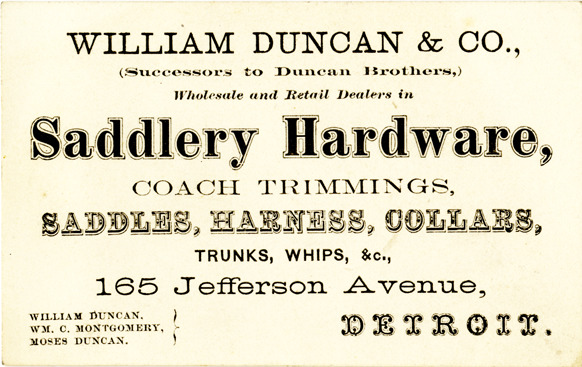 WILLIAM DUNCAN & CO.,
(Successors to Duncan Brothers,)
Wholesale and Retail Dealers in
Saddlery Hardware,
COACH TRIMMINGS,
SADDLES, HARNESS, COLLARS,
TRUNKS, WHIPS, &c.,
165 Jefferson Avenue,
WILLIAM DUNCAN.
WM. C. MONTGOMERY,
MOSES DUNCAN.
DETROIT.